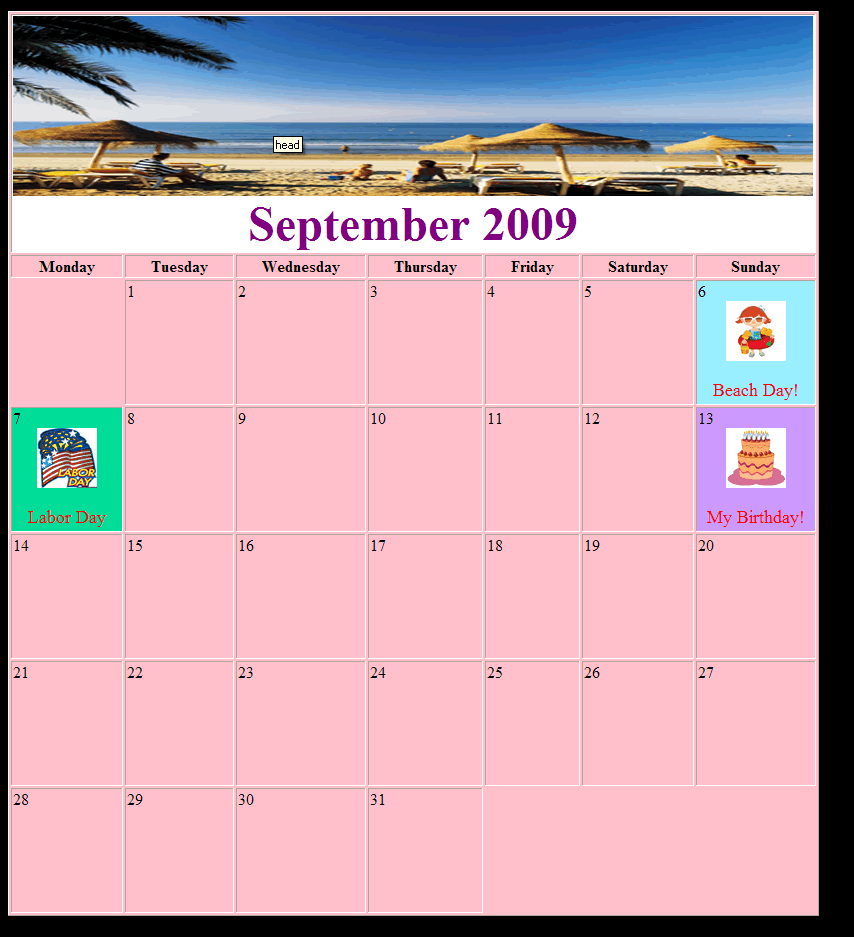 head
September 2009
Monday Tuesday Wednesday Thursday Friday Saturday Sunday
1 2 3 4 5 6
Beach Day!
7 8 9 10 11 12 13
LABOR
DAY
Labor Day My Birthday!
14 15 16 17 18 19 20
21 22 23 24 25 26 27
28 29 30 31